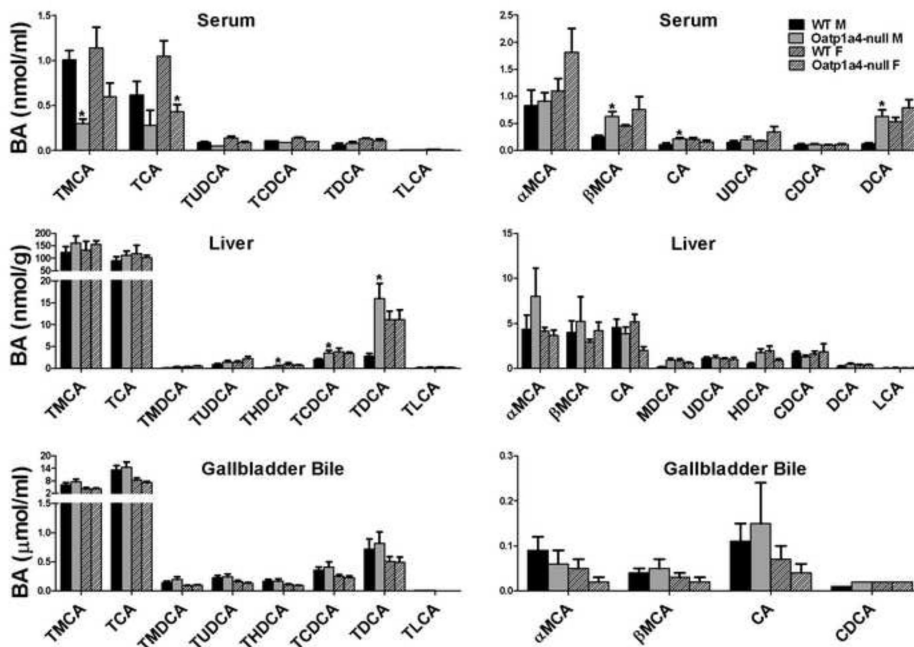 Serum
BA (nmol/ml)
1.5
1.0
0.5
0.0
TMCA
TCA
TUDCA
TCDCA
TDCA
TLCA
*
*
Serum
WT M
Oatp1a4-null M
WT F
Oatp1a4-null F
2.5
2.0
1.5
1.0
0.5
0.0
αMCA
βMCA
CA
UDCA
CDCA
DCA
*
*
*
Liver
BA (nmol/g)
200
150
100
50
20
15
10
5
0
TMCA
TCA
TMDCA
TUDCA
THDCA
TCDCA
TDCA
TLCA
*
*
*
Liver
15
10
5
0
αMCA
βMCA
CA
MDCA
UDCA
HDCA
CDCA
DCA
LCA
Gallbladder Bile
BA (μmol/ml)
20
14
8
2
1.5
1.0
0.5
0.0
TMCA
TCA
TMDCA
TUDCA
THDCA
TCDCA
TDCA
TLCA
Gallbladder Bile
0.3
0.2
0.1
0.0
αMCA
βMCA
CA
CDCA